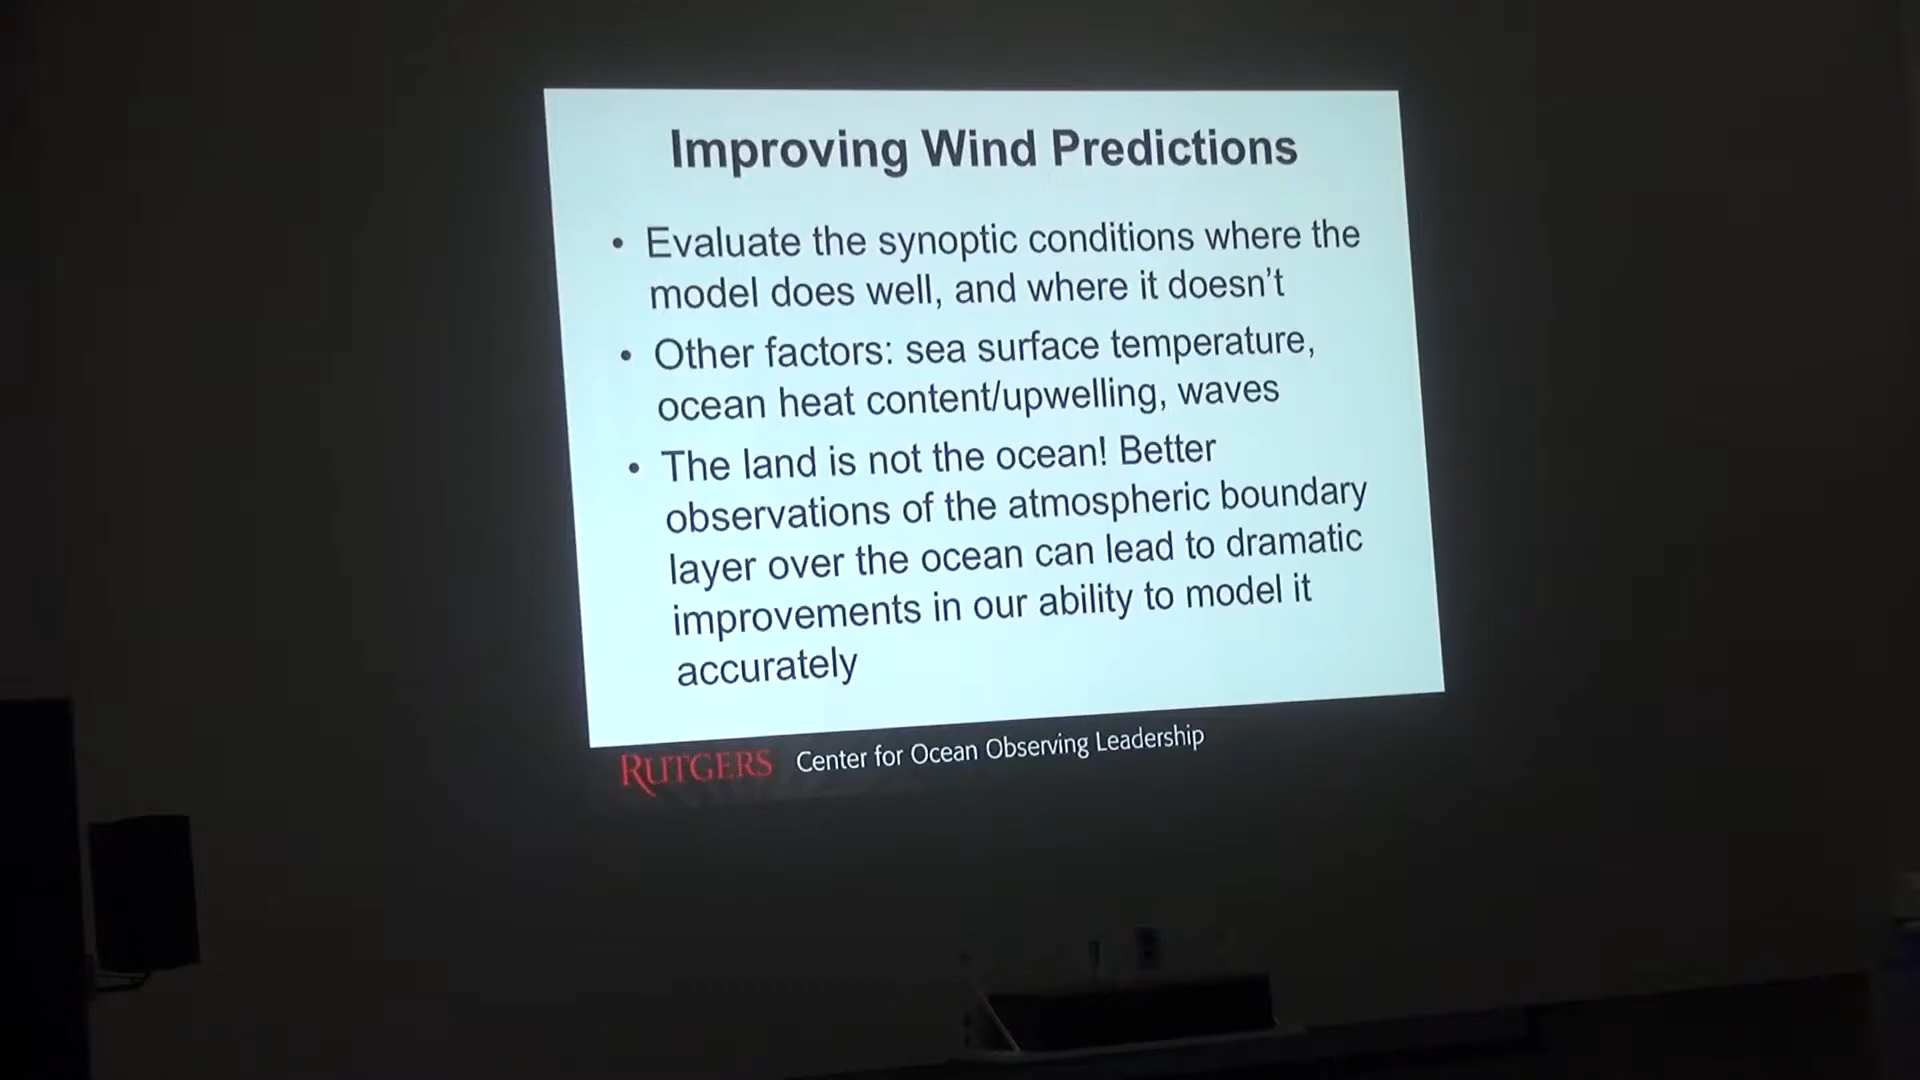 Improving Wind Predictions
• Evaluate the synoptic conditions where the
model does well, and where it doesn't
• Other factors: sea surface temperature,
ocean heat content/upwelling, waves
• The land is not the ocean! Better
observations of the atmospheric boundary
layer over the ocean can lead to dramatic
improvements in our ability to model it
accurately
RUTGERS Center for Ocean Observing Leadership